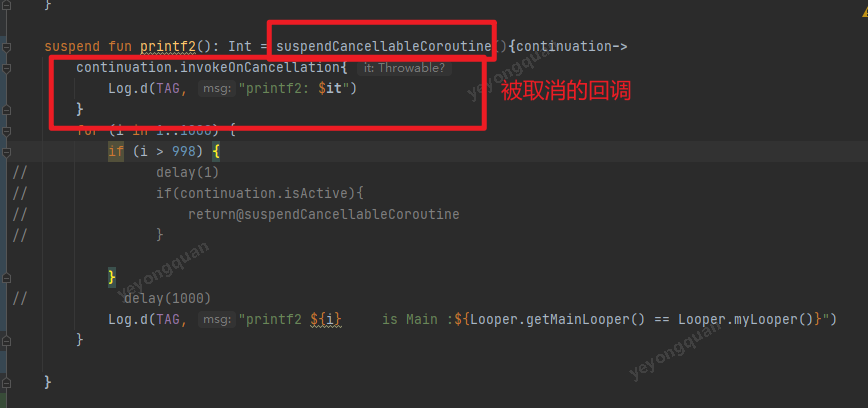 }
suspend fun printf2(): Int = suspendCancellableCoroutine(){continuation->
continuation.invokeOnCancellation{ it: Throwable?
Log.d(TAG, msg: "printf2: $it")
}
被取消的回调
for (i in 1..1000) {
if (i > 998) {
// delay(1)
// if(continuation.isActive){
// return@suspendCancellableCoroutine
// }
}
// delay(1000)
Log.d(TAG, msg: "printf2 ${i} is Main :${Looper.getMainLooper() == Looper.myLooper()}")
}
}
yeyongquan
yeyongquan
yeyongquan